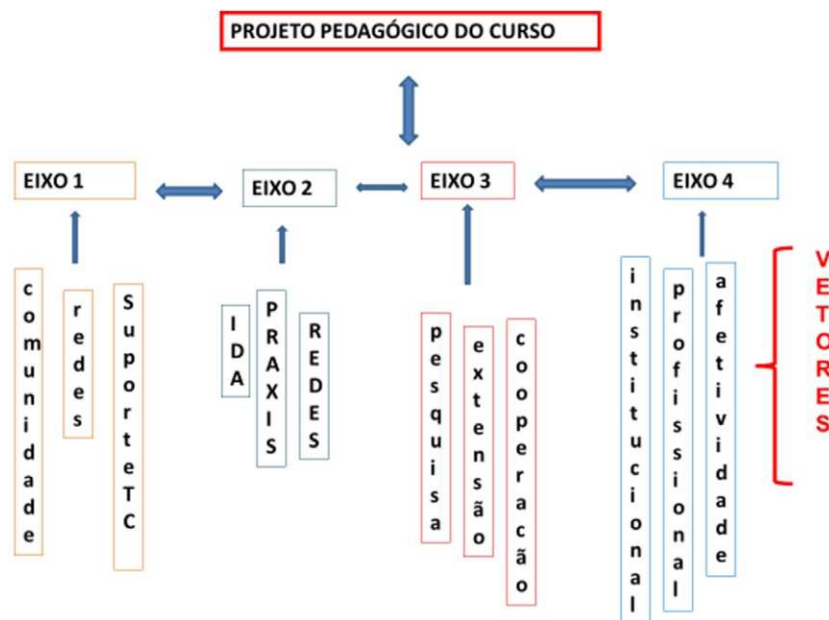 PROJETO PEDAGÓGICO DO CURSO
EIXO 1
EIXO 2
EIXO 3
EIXO 4
comunidade
redes
SuporteTC
IDA
PRAXIS
REDES
pesquisa
extensão
cooperacão
institucional
profissional
afetividade
VETORES